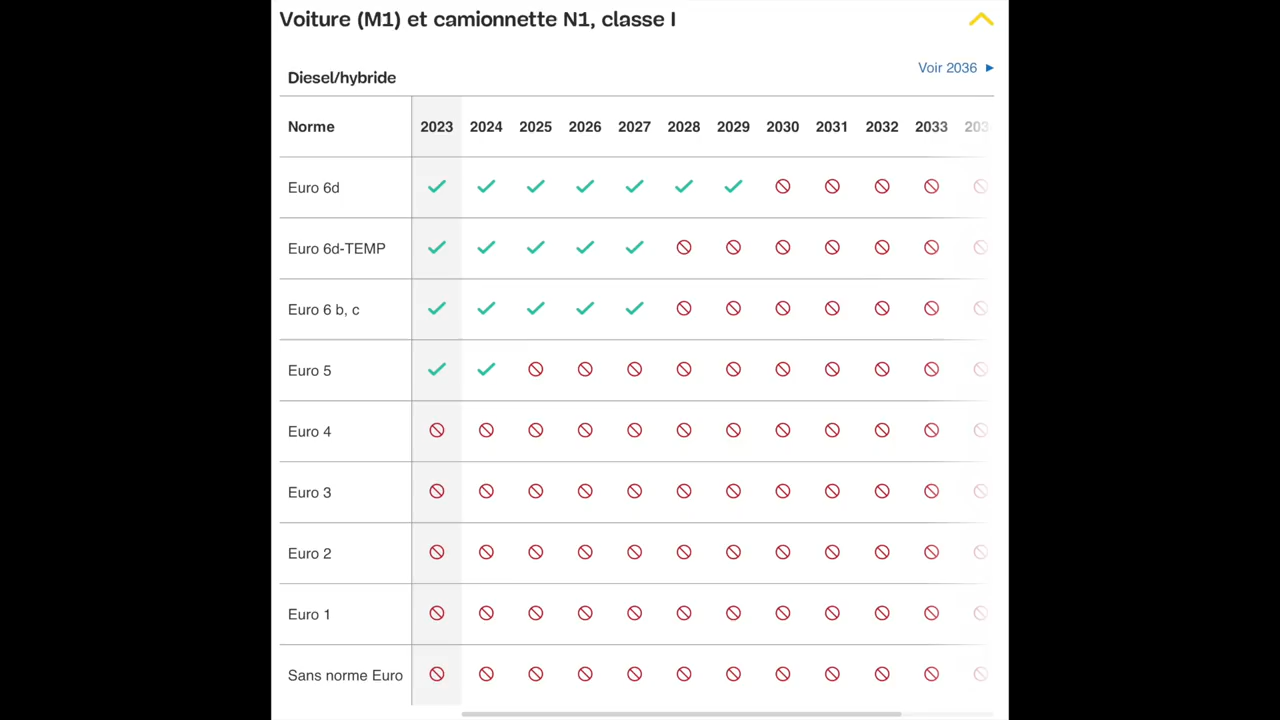 Voiture (M1) et camionnette N1, classe I
Voir 2036 ►
Diesel/hybride
Norme 2023 2024 2025 2026 2027 2028 2029 2030 2031 2032 2033
Euro 6d
Euro 6d-TEMP
Euro 6 b, c
Euro 5
Euro 4
Euro 3
Euro 2
Euro 1
Sans norme Euro